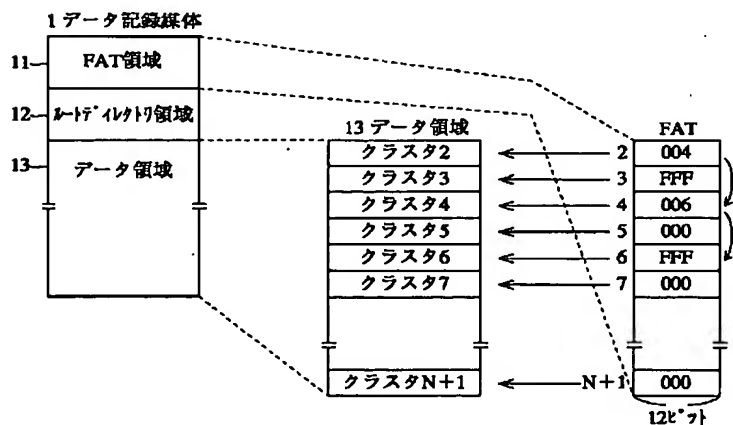 1 データ記録媒体
11 FAT領域
12 ルートディレクトリ領域
13 データ領域
13 データ領域
クラスタ2
クラスタ3
クラスタ4
クラスタ5
クラスタ6
クラスタ7
クラスタN+1
FAT
2 004
3 FFF
4 006
5 000
6 FFF
7 000
N+1 000
12ビット